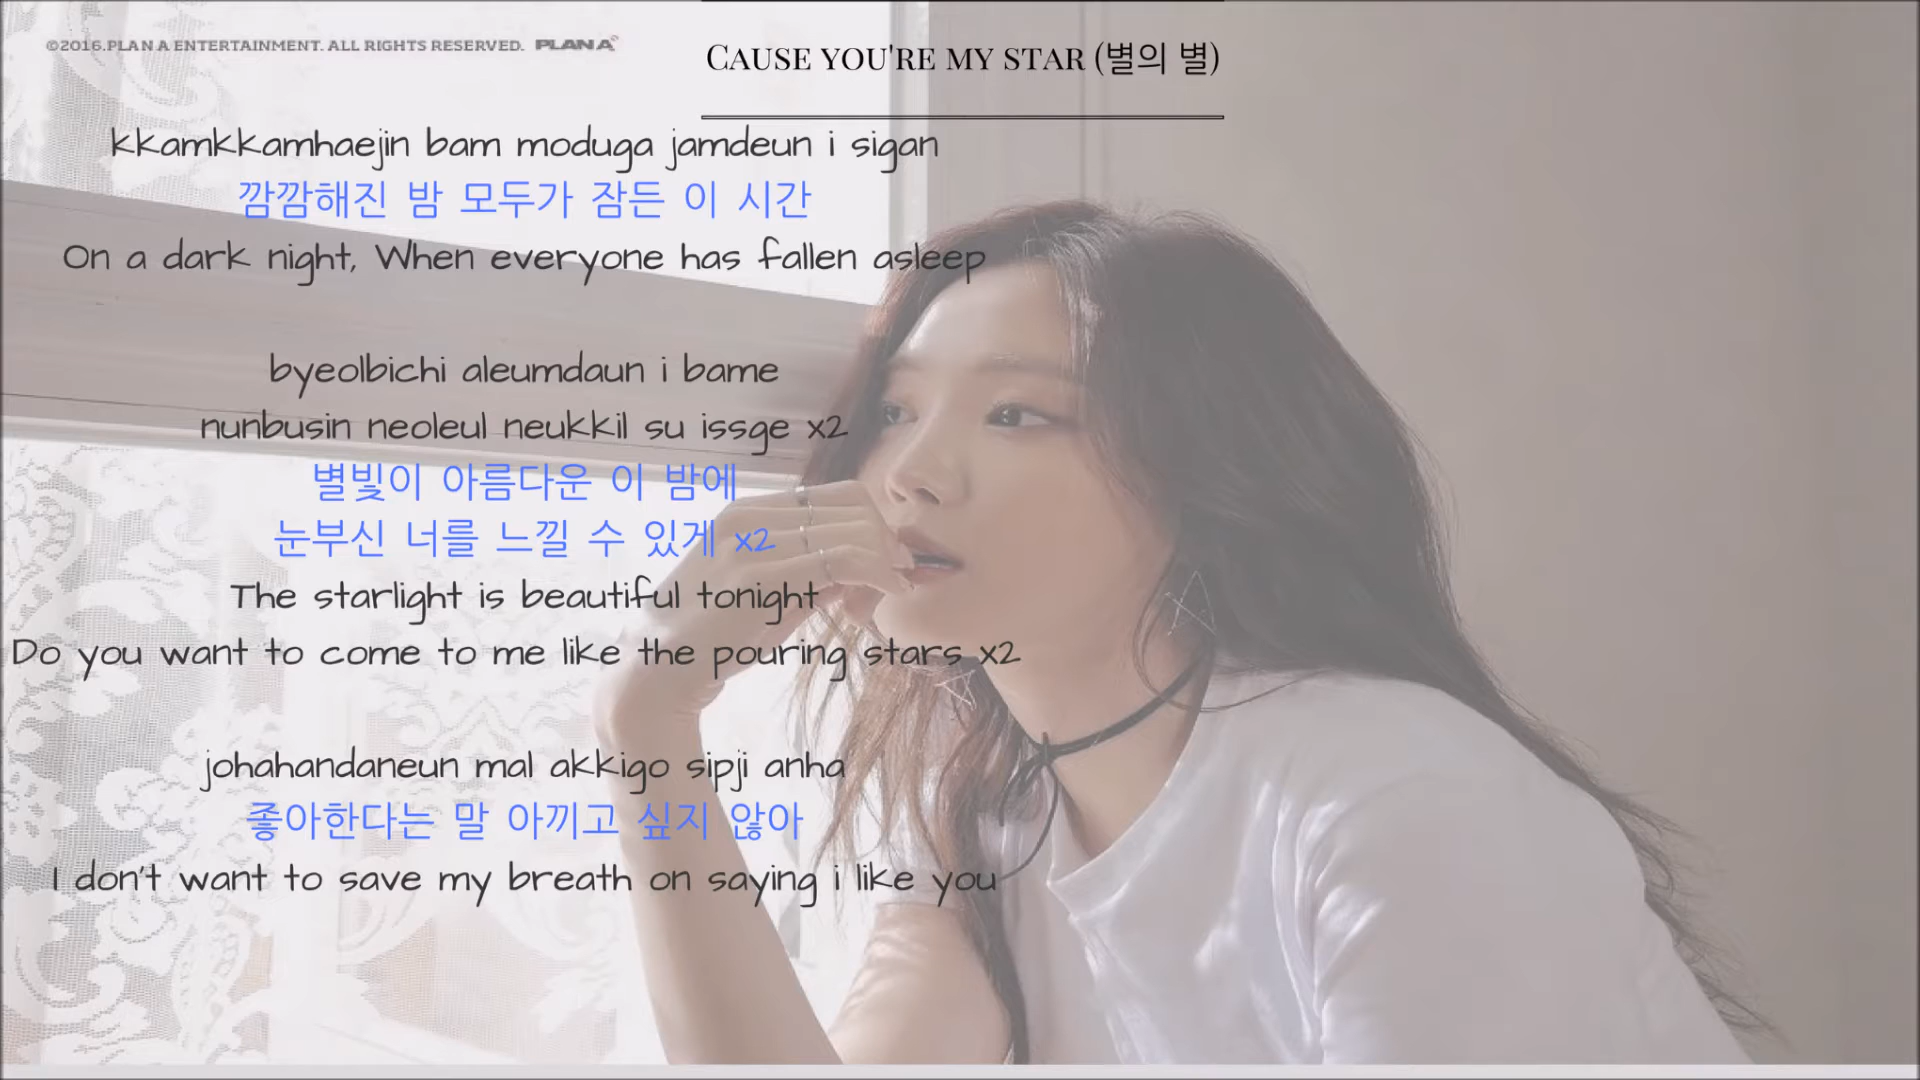 ©2016.PLAN A ENTERTAINMENT. ALL RIGHTS RESERVED. PLAN A
CAUSE YOU'RE MY STAR (별의 별)
kkamkkamhaejin bam moduga jamdeun i sigan
깜깜해진 밤 모두가 잠든 이 시간
On a dark night, When everyone has fallen asleep
byeolbichi aleumdaun i bame
nunbusin neoleul neukkil su issge x2
별빛이 아름다운 이 밤에
눈부신 너를 느낄 수 있게 x2
The starlight is beautiful tonight
Do you want to come to me like the pouring stars x2
johahandaneun mal akkigo sipji anha
좋아한다는 말 아끼고 싶지 않아
I don't want to save my breath on saying i like you